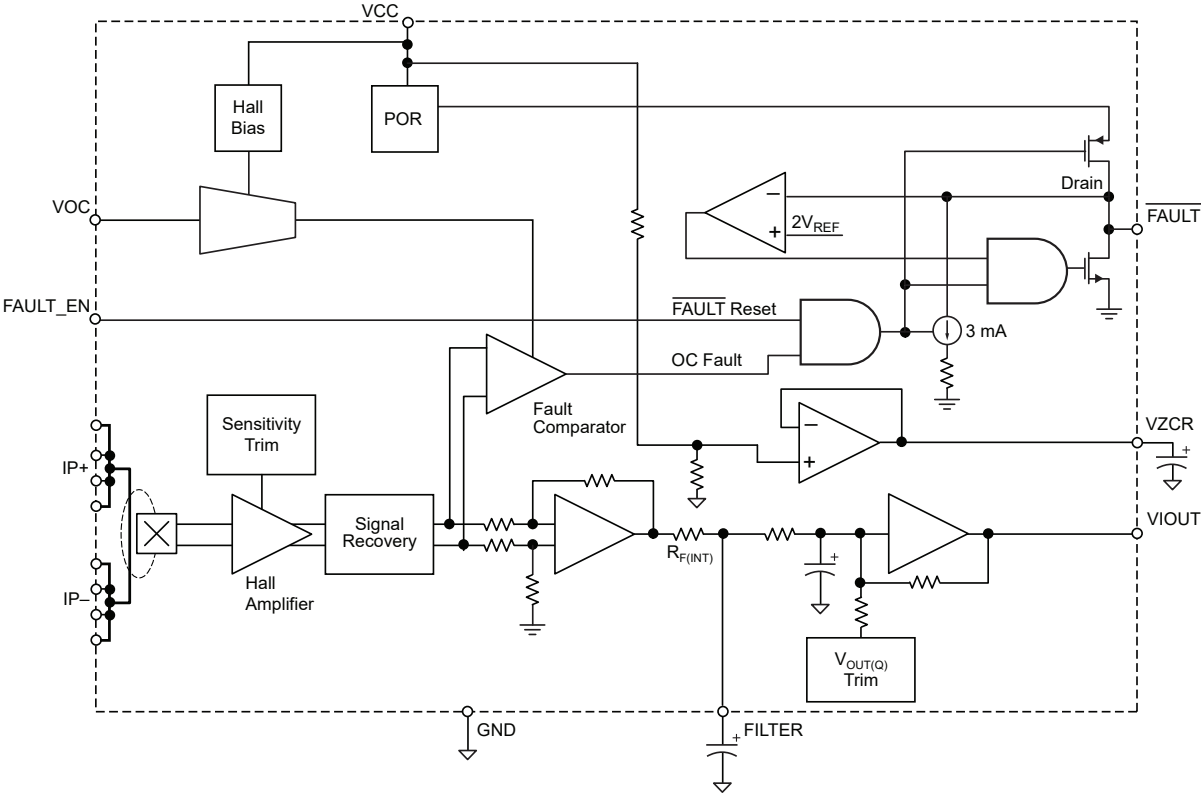 VCC
Hall
Bias
POR
VOC
Drain
FAULT
2VREF
FAULT_EN
FAULT Reset
3 mA
OC Fault
Fault
Comparator
Sensitivity
Trim
VZCR
IP+
Signal
Recovery
VIOUT
RF(INT)
Hall
Amplifier
IP–
VOUT(Q)
Trim
GND
FILTER
−
+
−
+
+
+
+